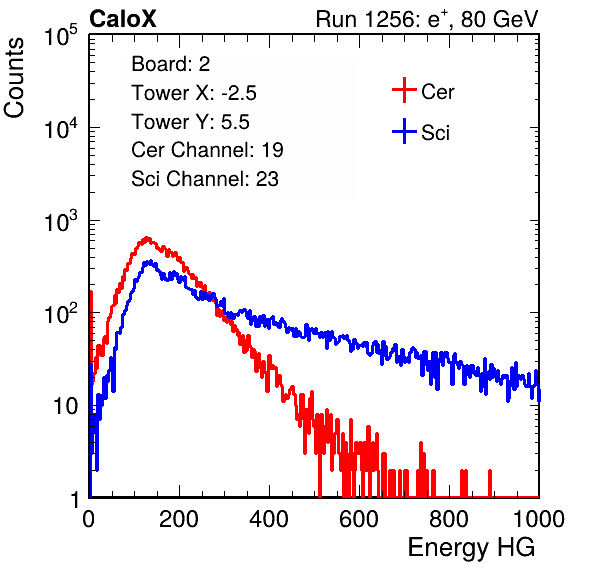 CaloX Run 1256: e⁺, 80 GeV
Counts
Board: 2
Tower X: -2.5
Tower Y: 5.5
Cer Channel: 19
Sci Channel: 23
Cer
Sci
10⁵
10⁴
10³
10²
10
1
0 200 400 600 800 1000
Energy HG